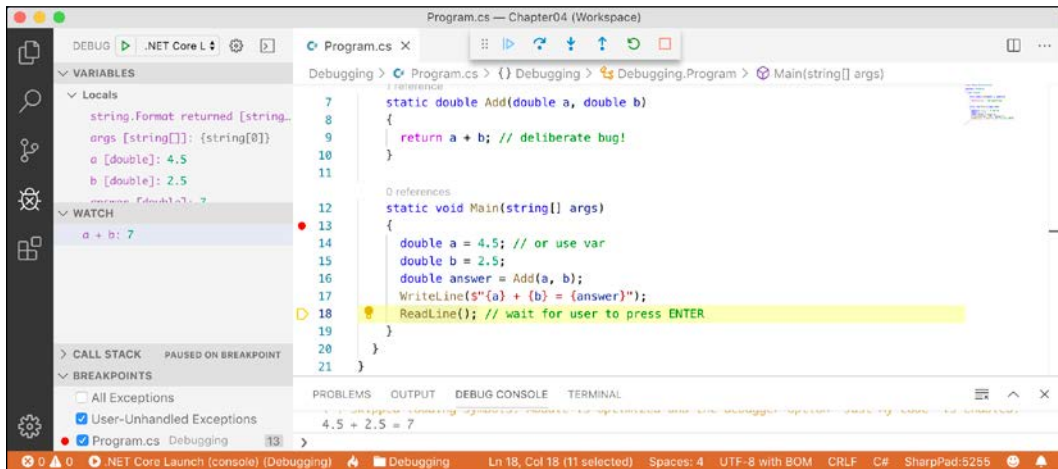 Program.cs — Chapter04 (Workspace)
DEBUG .NET Core L
Program.cs
VARIABLES
Locals
string.Format returned [string...
args [string[]]: {string[0]}
a [double]: 4.5
b [double]: 2.5
answer [double]: 7
WATCH
a + b: 7
CALL STACK PAUSED ON BREAKPOINT
BREAKPOINTS
All Exceptions
User-Unhandled Exceptions
Program.cs Debugging 13
Debugging > Program.cs > {} Debugging > Debugging.Program > Main(string[] args)
1 reference
7 static double Add(double a, double b)
8 {
9 return a + b; // deliberate bug!
10 }
11
0 references
12 static void Main(string[] args)
13 {
14 double a = 4.5; // or use var
15 double b = 2.5;
16 double answer = Add(a, b);
17 WriteLine($"{a} + {b} = {answer}");
18 ReadLine(); // wait for user to press ENTER
19 }
20 }
21 }
PROBLEMS OUTPUT DEBUG CONSOLE TERMINAL
4.5 + 2.5 = 7
>
0 0 .NET Core Launch (console) (Debugging) Debugging Ln 18, Col 18 (11 selected) Spaces: 4 UTF-8 with BOM CRLF C# SharpPad:5255